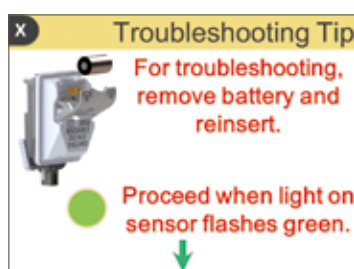 X
Troubleshooting Tip
For troubleshooting,
remove battery and
reinsert.
Proceed when light on
sensor flashes green.